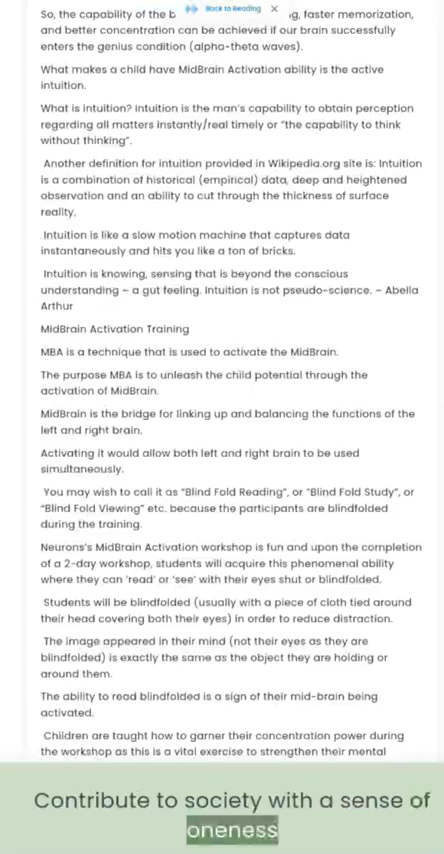 So, the capability of the b
Back to Reading
g, faster memorization,
and better concentration can be achieved if our brain successfully
enters the genius condition (alpha-theta waves).
What makes a child have MidBrain Activation ability is the active
intuition.
What is intuition? Intuition is the man's capability to obtain perception
regarding all matters instantly/real timely or "the capability to think
without thinking".
Another definition for intuition provided in Wikipedia.org site is: Intuition
is a combination of historical (empirical) data, deep and heightened
observation and an ability to cut through the thickness of surface
reality.
Intuition is like a slow motion machine that captures data
instantaneously and hits you like a ton of bricks.
Intuition is knowing, sensing that is beyond the conscious
understanding – a gut feeling. Intuition is not pseudo-science. – Abella
Arthur
MidBrain Activation Training
MBA is a technique that is used to activate the MidBrain.
The purpose MBA is to unleash the child potential through the
activation of MidBrain.
MidBrain is the bridge for linking up and balancing the functions of the
left and right brain.
Activating it would allow both left and right brain to be used
simultaneously.
You may wish to call it as "Blind Fold Reading", or "Blind Fold Study", or
"Blind Fold Viewing" etc. because the participants are blindfolded
during the training.
Neurons's MidBrain Activation workshop is fun and upon the completion
of a 2-day workshop, students will acquire this phenomenal ability
where they can 'read' or 'see' with their eyes shut or blindfolded.
Students will be blindfolded (usually with a piece of cloth tied around
their head covering both their eyes) in order to reduce distraction.
The image appeared in their mind (not their eyes as they are
blindfolded) is exactly the same as the object they are holding or
around them.
The ability to read blindfolded is a sign of their mid-brain being
activated.
Children are taught how to garner their concentration power during
the workshop as this is a vital exercise to strengthen their mental
Contribute to society with a sense of
oneness